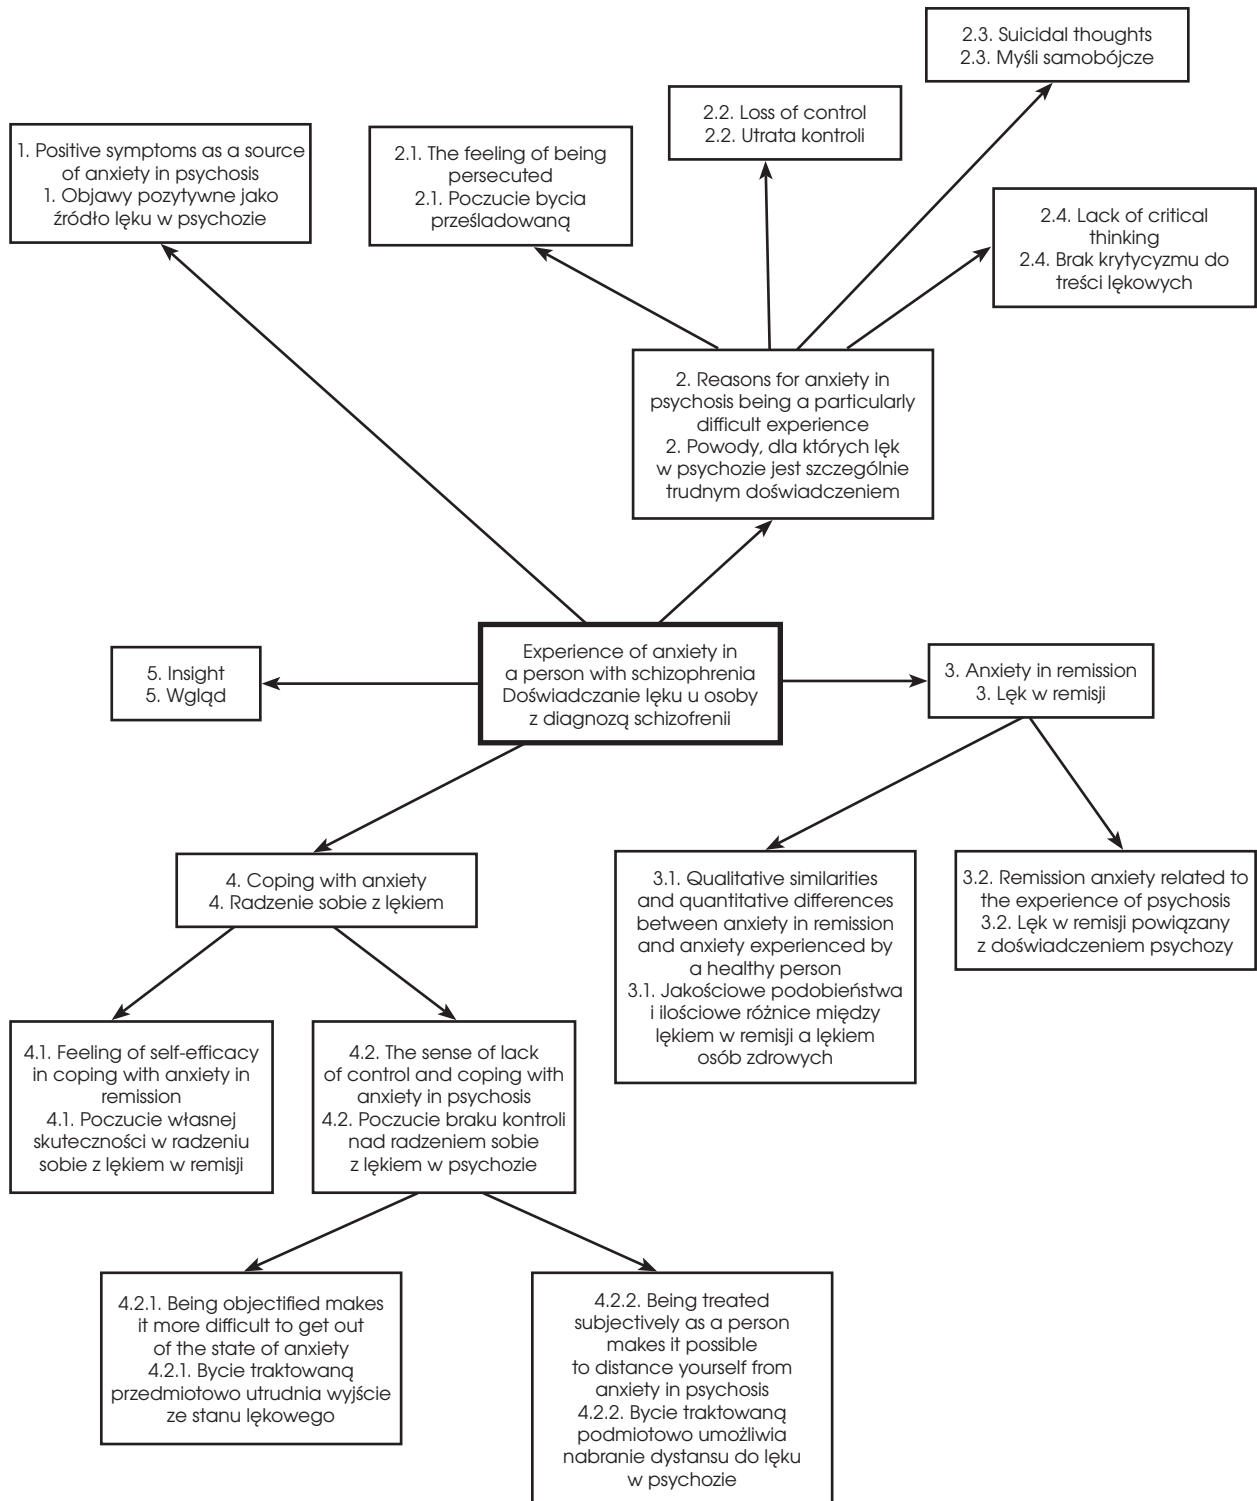 2.3. Suicidal thoughts
2.3. Myśli samobójcze
2.2. Loss of control
2.2. Utrata kontroli
1. Positive symptoms as a source
of anxiety in psychosis
1. Objawy pozytywne jako
źródło lęku w psychozie
2.1. The feeling of being
persecuted
2.1. Poczucie bycia
prześladowaną
2.4. Lack of critical
thinking
2.4. Brak krytycyzmu do
treści lękowych
2. Reasons for anxiety in
psychosis being a particularly
difficult experience
2. Powody, dla których lęk
w psychozie jest szczególnie
trudnym doświadczeniem
Experience of anxiety in
a person with schizophrenia
Doświadczanie lęku u osoby
z diagnozą schizofrenii
5. Insight
5. Wgląd
3. Anxiety in remission
3. Lęk w remisji
4. Coping with anxiety
4. Radzenie sobie z lękiem
3.1. Qualitative similarities
and quantitative differences
between anxiety in remission
and anxiety experienced by
a healthy person
3.1. Jakościowe podobieństwa
i ilościowe różnice między
lękiem w remisji a lękiem
osób zdrowych
3.2. Remission anxiety related to
the experience of psychosis
3.2. Lęk w remisji powiązany
z doświadczeniem psychozy
4.1. Feeling of self-efficacy
in coping with anxiety in
remission
4.1. Poczucie własnej
skuteczności w radzeniu
sobie z lękiem w remisji
4.2. The sense of lack
of control and coping with
anxiety in psychosis
4.2. Poczucie braku kontroli
nad radzeniem sobie
z lękiem w psychozie
4.2.1. Being objectified makes
it more difficult to get out
of the state of anxiety
4.2.1. Bycie traktowaną
przedmiotowo utrudnia wyjście
ze stanu lękowego
4.2.2. Being treated
subjectively as a person
makes it possible
to distance yourself from
anxiety in psychosis
4.2.2. Bycie traktowaną
podmiotowo umożliwia
nabranie dystansu do lęku
w psychozie